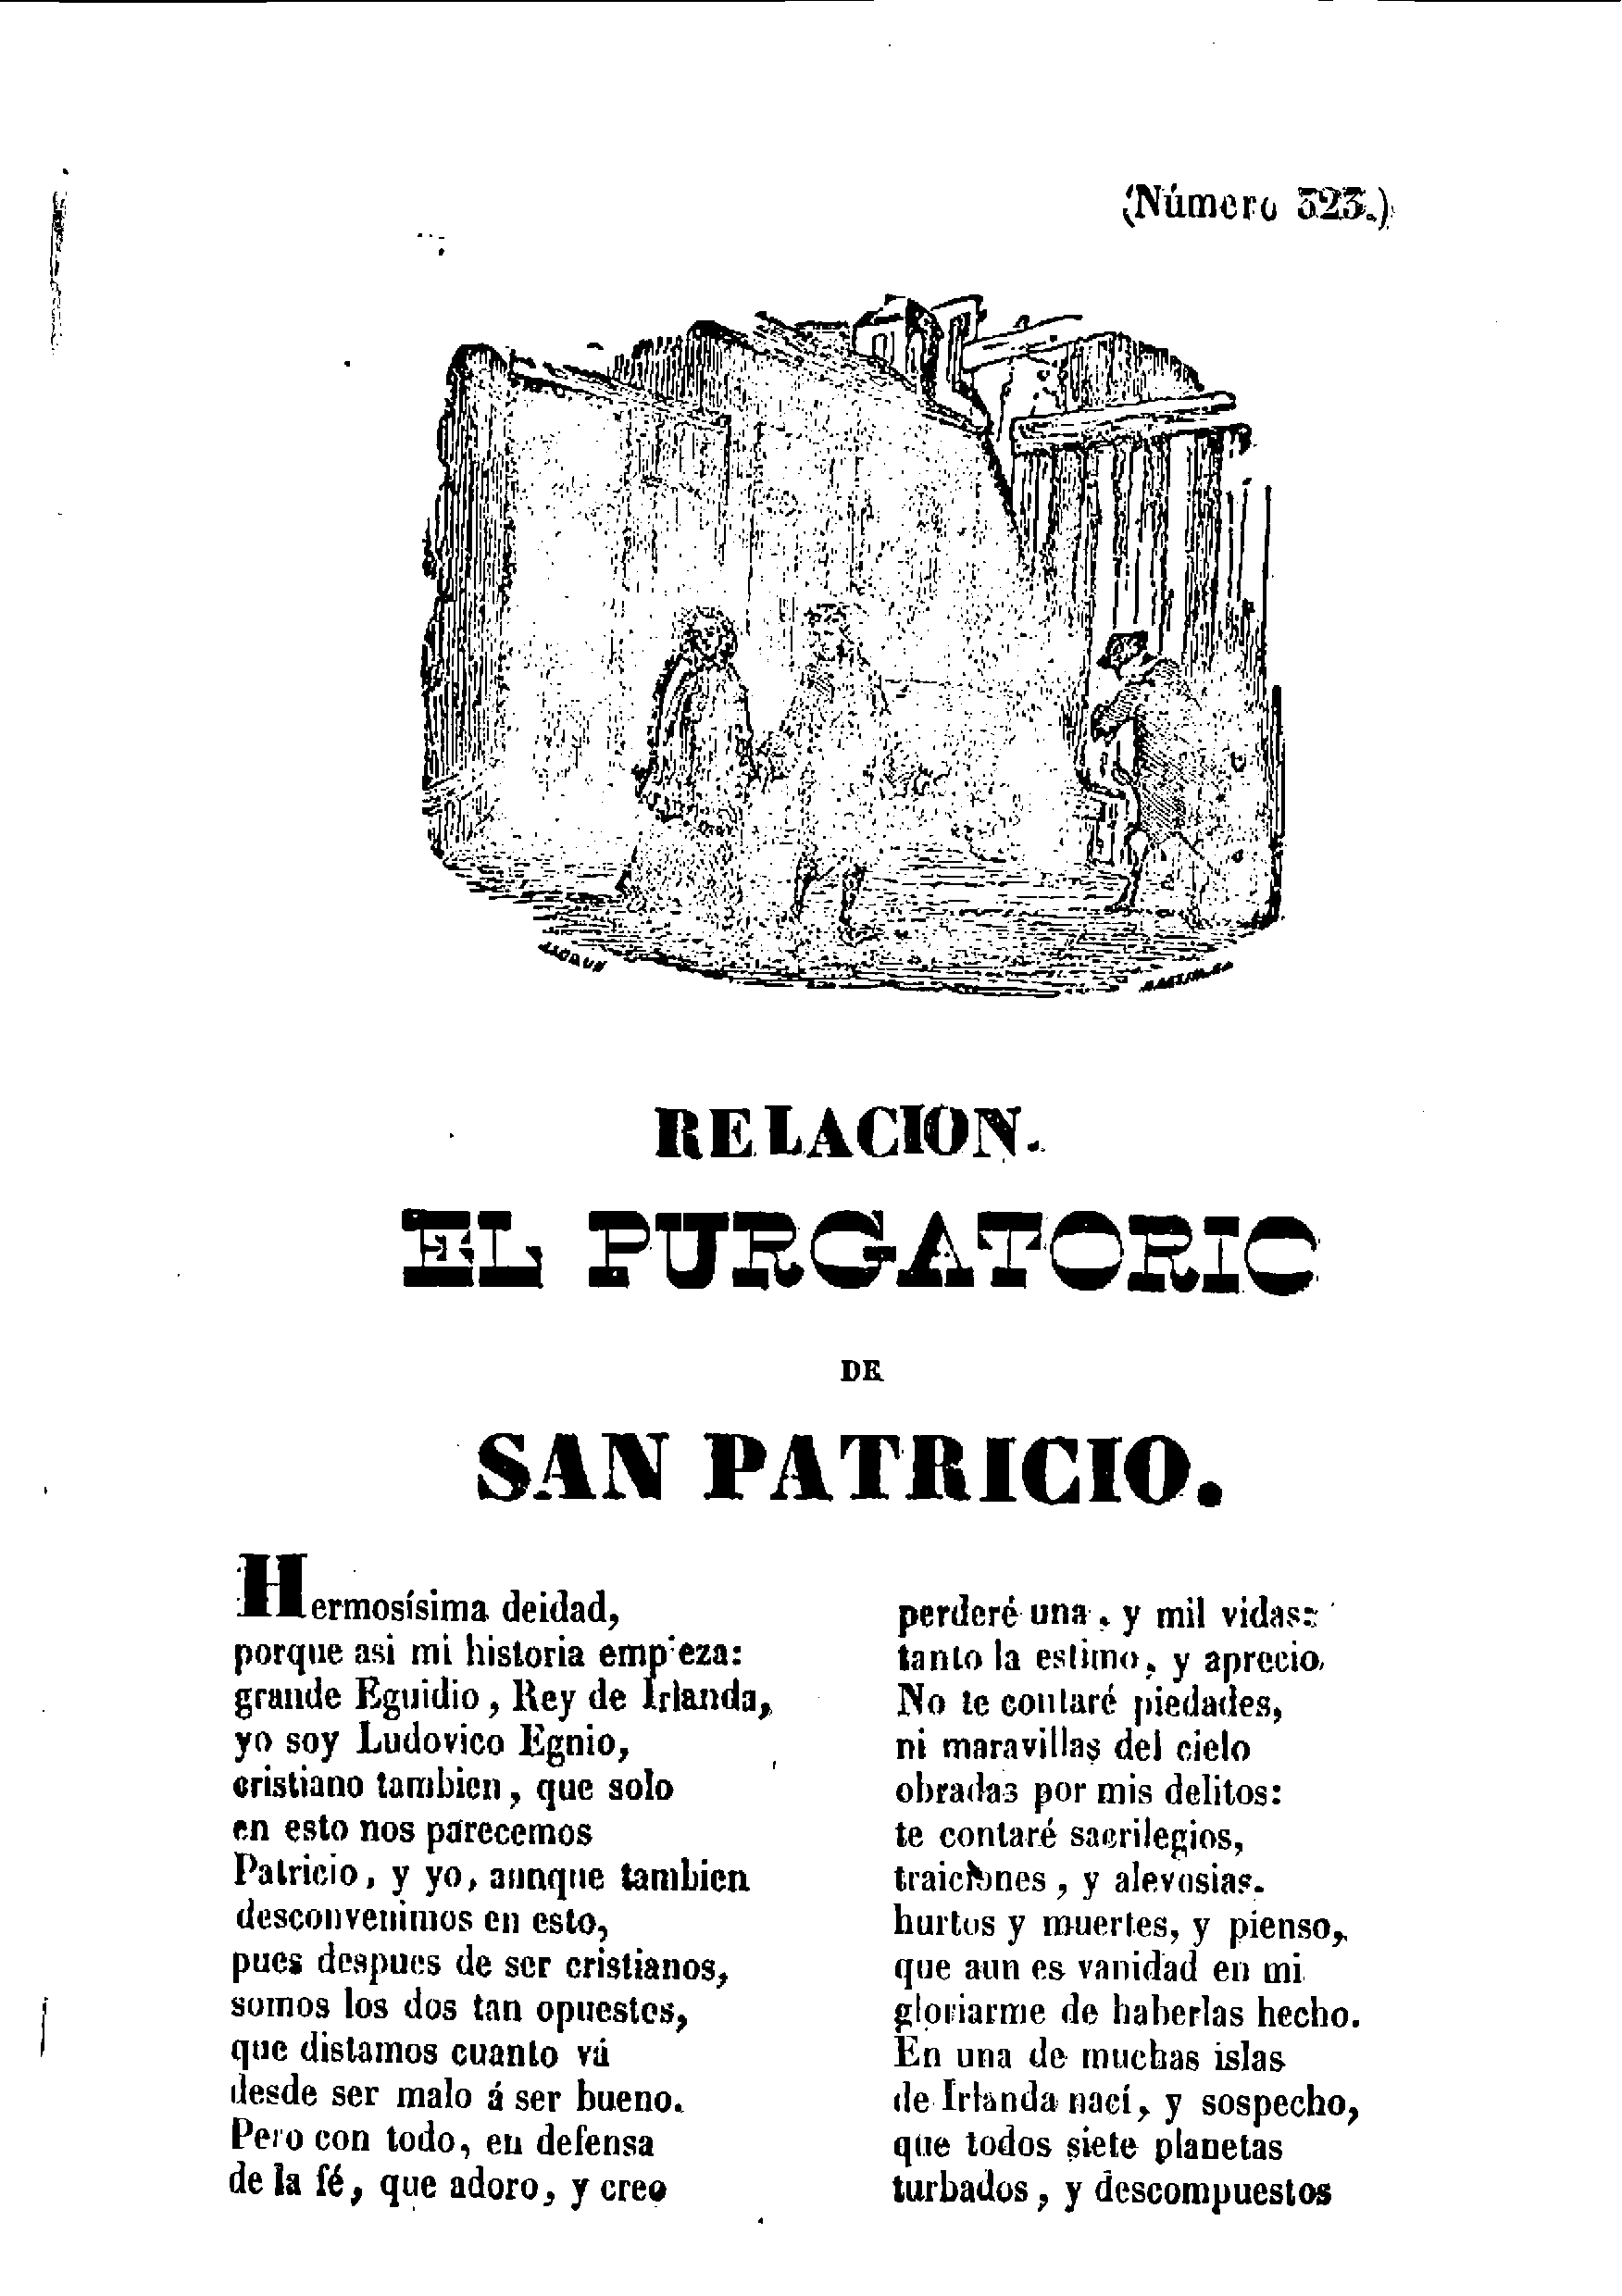 (Número 323.)
RELACION.
EL PURGATORIO
DE
SAN PATRICIO.
Hermosísima deidad,
porque asi mi historia empieza:
grande Eguidio, Rey de Irlanda,
yo soy Ludovico Egnio,
cristiano tambien, que solo
en esto nos parecemos
Patricio, y yo, aunque tambien
desconvenimos en esto,
pues despues de ser cristianos,
somos los dos tan opuestos,
que distamos cuanto vá
desde ser malo á ser bueno.
Pero con todo, en defensa
de la fé, que adoro, y creo
perderé una, y mil vidas:
tanto la estimo, y aprecio.
No te contaré piedades,
ni maravillas del cielo
obradas por mis delitos:
te contaré sacrilegios,
traiciones, y alevosias.
hurtos y muertes, y pienso,
que aun es vanidad en mi
gloriarme de haberlas hecho.
En una de muchas islas
de Irlanda nací, y sospecho,
que todos siete planetas
turbados, y descompuestos